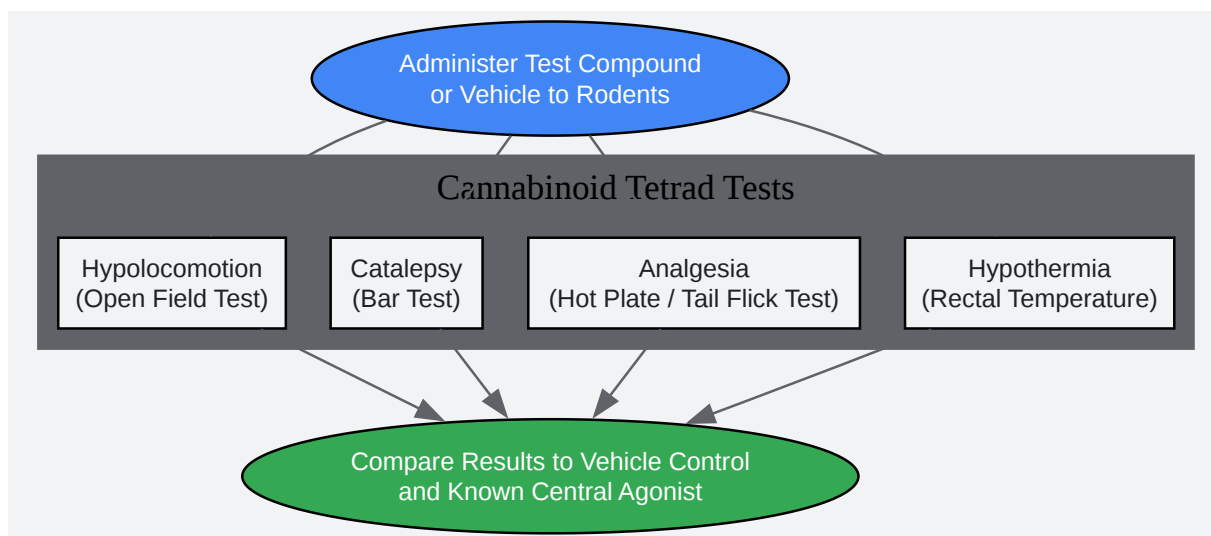 Administer Test Compound
or Vehicle to Rodents
Cannabinoid Tetrad Tests
Hypolocomotion
(Open Field Test)
Catalepsy
(Bar Test)
Analgesia
(Hot Plate / Tail Flick Test)
Hypothermia
(Rectal Temperature)
Compare Results to Vehicle Control
and Known Central Agonist